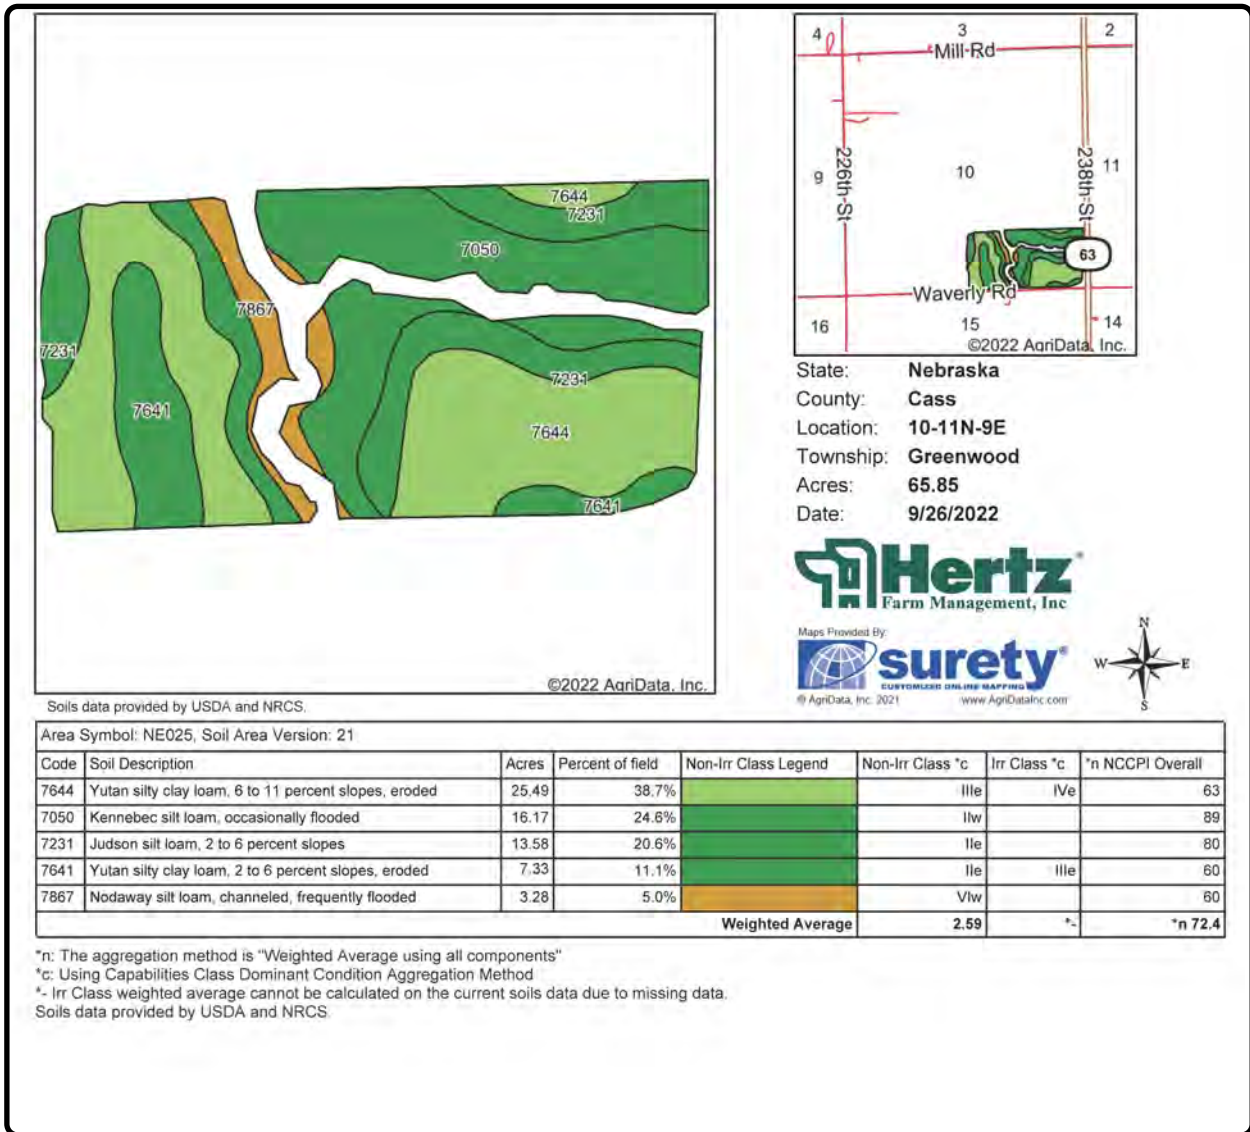 7644
7231
7050
7867
7231
7641
7231
7644
7641
©2022 AgriData, Inc.
Soils data provided by USDA and NRCS.
4 3 2
Mill Rd
226th St
238th St
9 10 11
63
Waverly Rd
16 15 14
©2022 AgriData, Inc.
State: Nebraska
County: Cass
Location: 10-11N-9E
Township: Greenwood
Acres: 65.85
Date: 9/26/2022
Hertz®
Farm Management, Inc
Maps Provided By:
surety®
CUSTOMIZED ONLINE MAPPING
© AgriData, Inc. 2021 www.AgriDataInc.com
N
W E
S
Area Symbol: NE025, Soil Area Version: 21
Code Soil Description Acres Percent of field Non-Irr Class Legend Non-Irr Class *c Irr Class *c *n NCCPI Overall
7644 Yutan silty clay loam, 6 to 11 percent slopes, eroded 25.49 38.7% IIIe IVe 63
7050 Kennebec silt loam, occasionally flooded 16.17 24.6% IIw 89
7231 Judson silt loam, 2 to 6 percent slopes 13.58 20.6% IIe 80
7641 Yutan silty clay loam, 2 to 6 percent slopes, eroded 7.33 11.1% IIe IIIe 60
7867 Nodaway silt loam, channeled, frequently flooded 3.28 5.0% VIw 60
Weighted Average 2.59 *- *n 72.4
*n: The aggregation method is "Weighted Average using all components"
*c: Using Capabilities Class Dominant Condition Aggregation Method
*- Irr Class weighted average cannot be calculated on the current soils data due to missing data.
Soils data provided by USDA and NRCS.